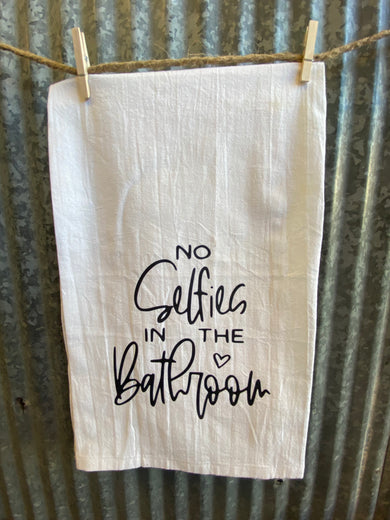 NO
Selfies
IN THE
Bathroom